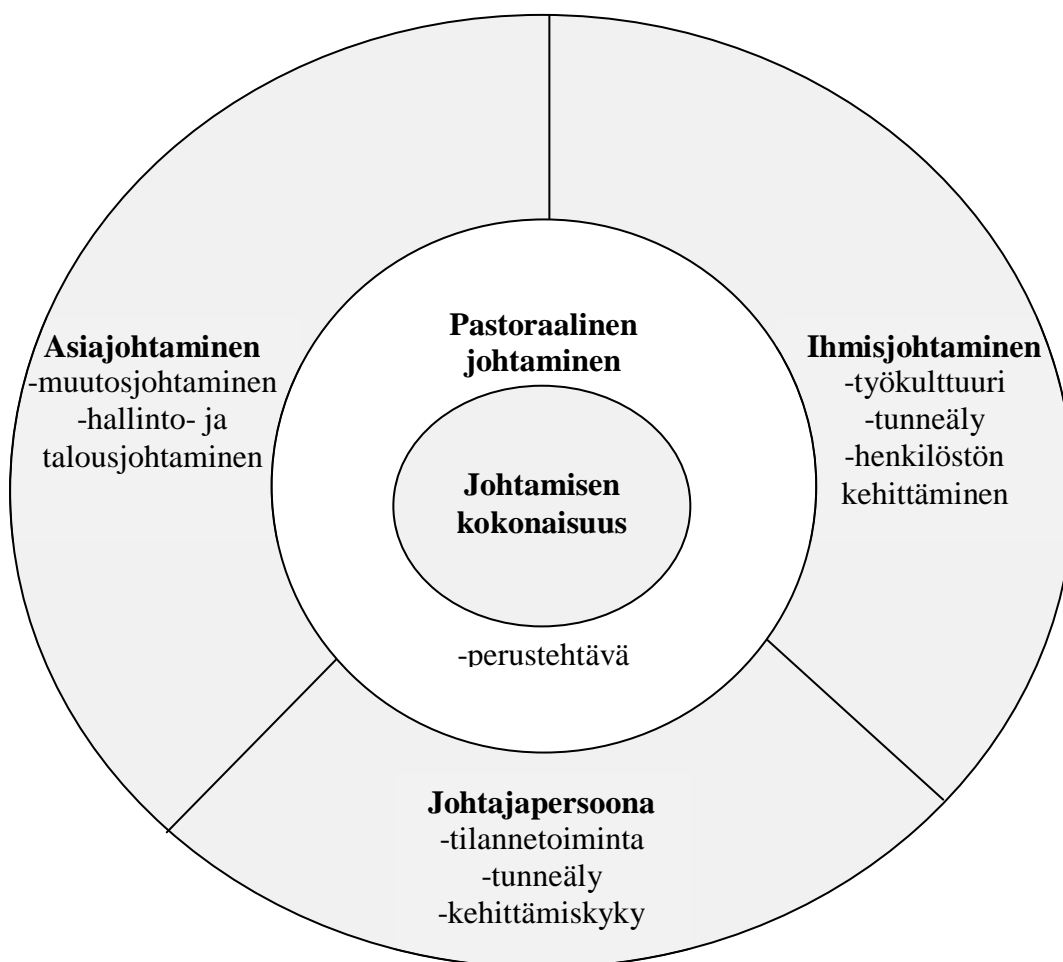 Pastoraalinen
johtaminen
Asiajohtaminen
-muutosjohtaminen
-hallinto- ja
talousjohtaminen
Ihmisjohtaminen
-työkulttuuri
-tunneäly
-henkilöstön
kehittäminen
Johtamisen
kokonaisuus
-perustehtävä
Johtajapersoona
-tilannetoiminta
-tunneäly
-kehittämiskyky